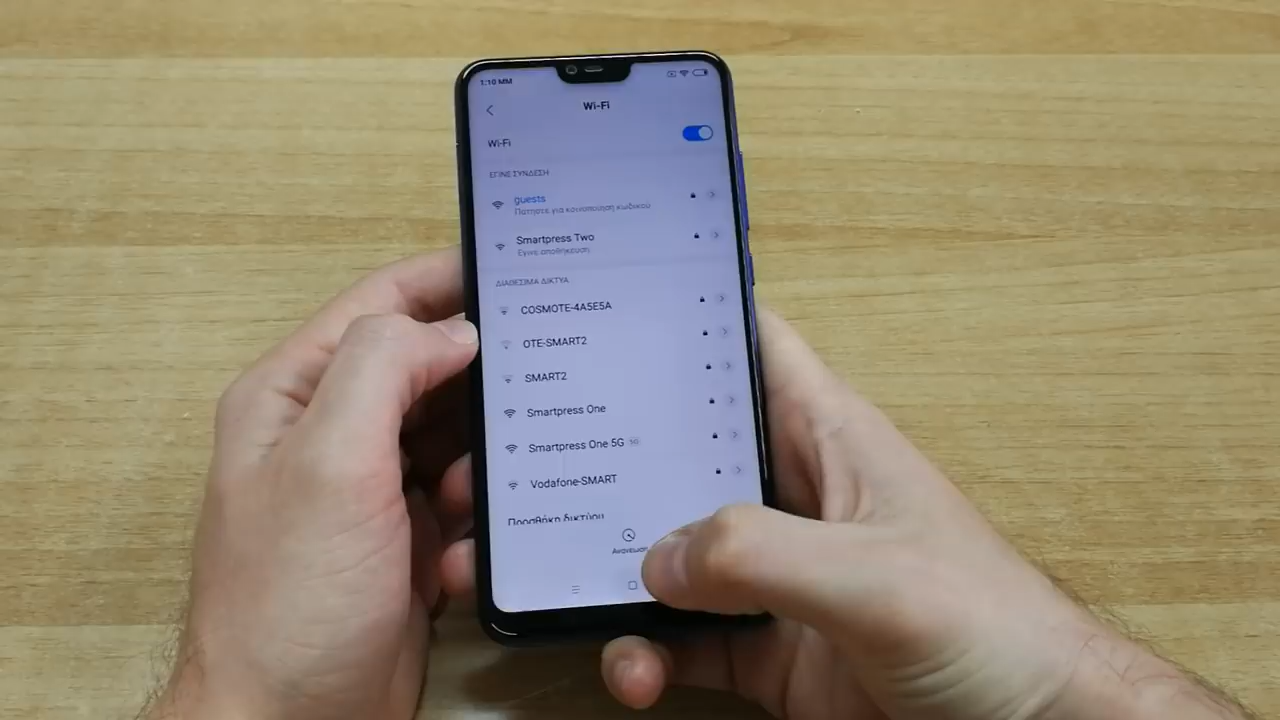 1:10 ΜΜ
Wi-Fi
Wi-Fi
ΕΓΙΝΕ ΣΥΝΔΕΣΗ
guests
Πατήστε για κοινοποίηση κωδικού
Smartpress Two
Έγινε αποθήκευση
ΔΙΑΘΕΣΙΜΑ ΔΙΚΤΥΑ
COSMOTE-4A5E5A
OTE-SMART2
SMART2
Smartpress One
Smartpress One 5G 5G
Vodafone-SMART
Προσθήκη δικτύου
Ανανέωση